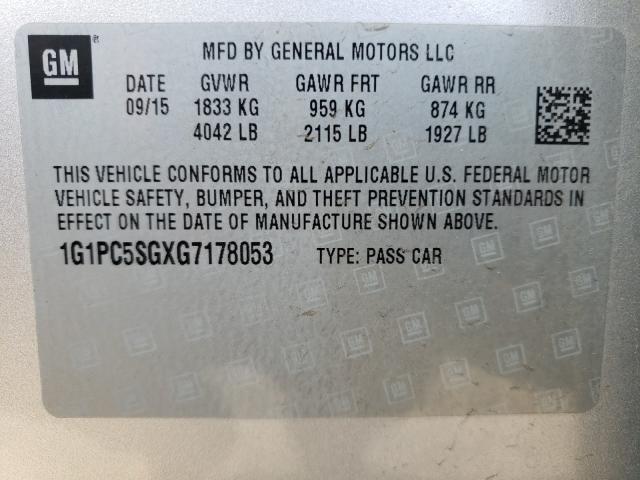 GM
®
MFD BY GENERAL MOTORS LLC
DATE GVWR GAWR FRT GAWR RR
09/15 1833 KG 959 KG 874 KG
4042 LB 2115 LB 1927 LB
THIS VEHICLE CONFORMS TO ALL APPLICABLE U.S. FEDERAL MOTOR
VEHICLE SAFETY, BUMPER, AND THEFT PREVENTION STANDARDS IN
EFFECT ON THE DATE OF MANUFACTURE SHOWN ABOVE.
1G1PC5SGXG7178053 TYPE: PASS CAR